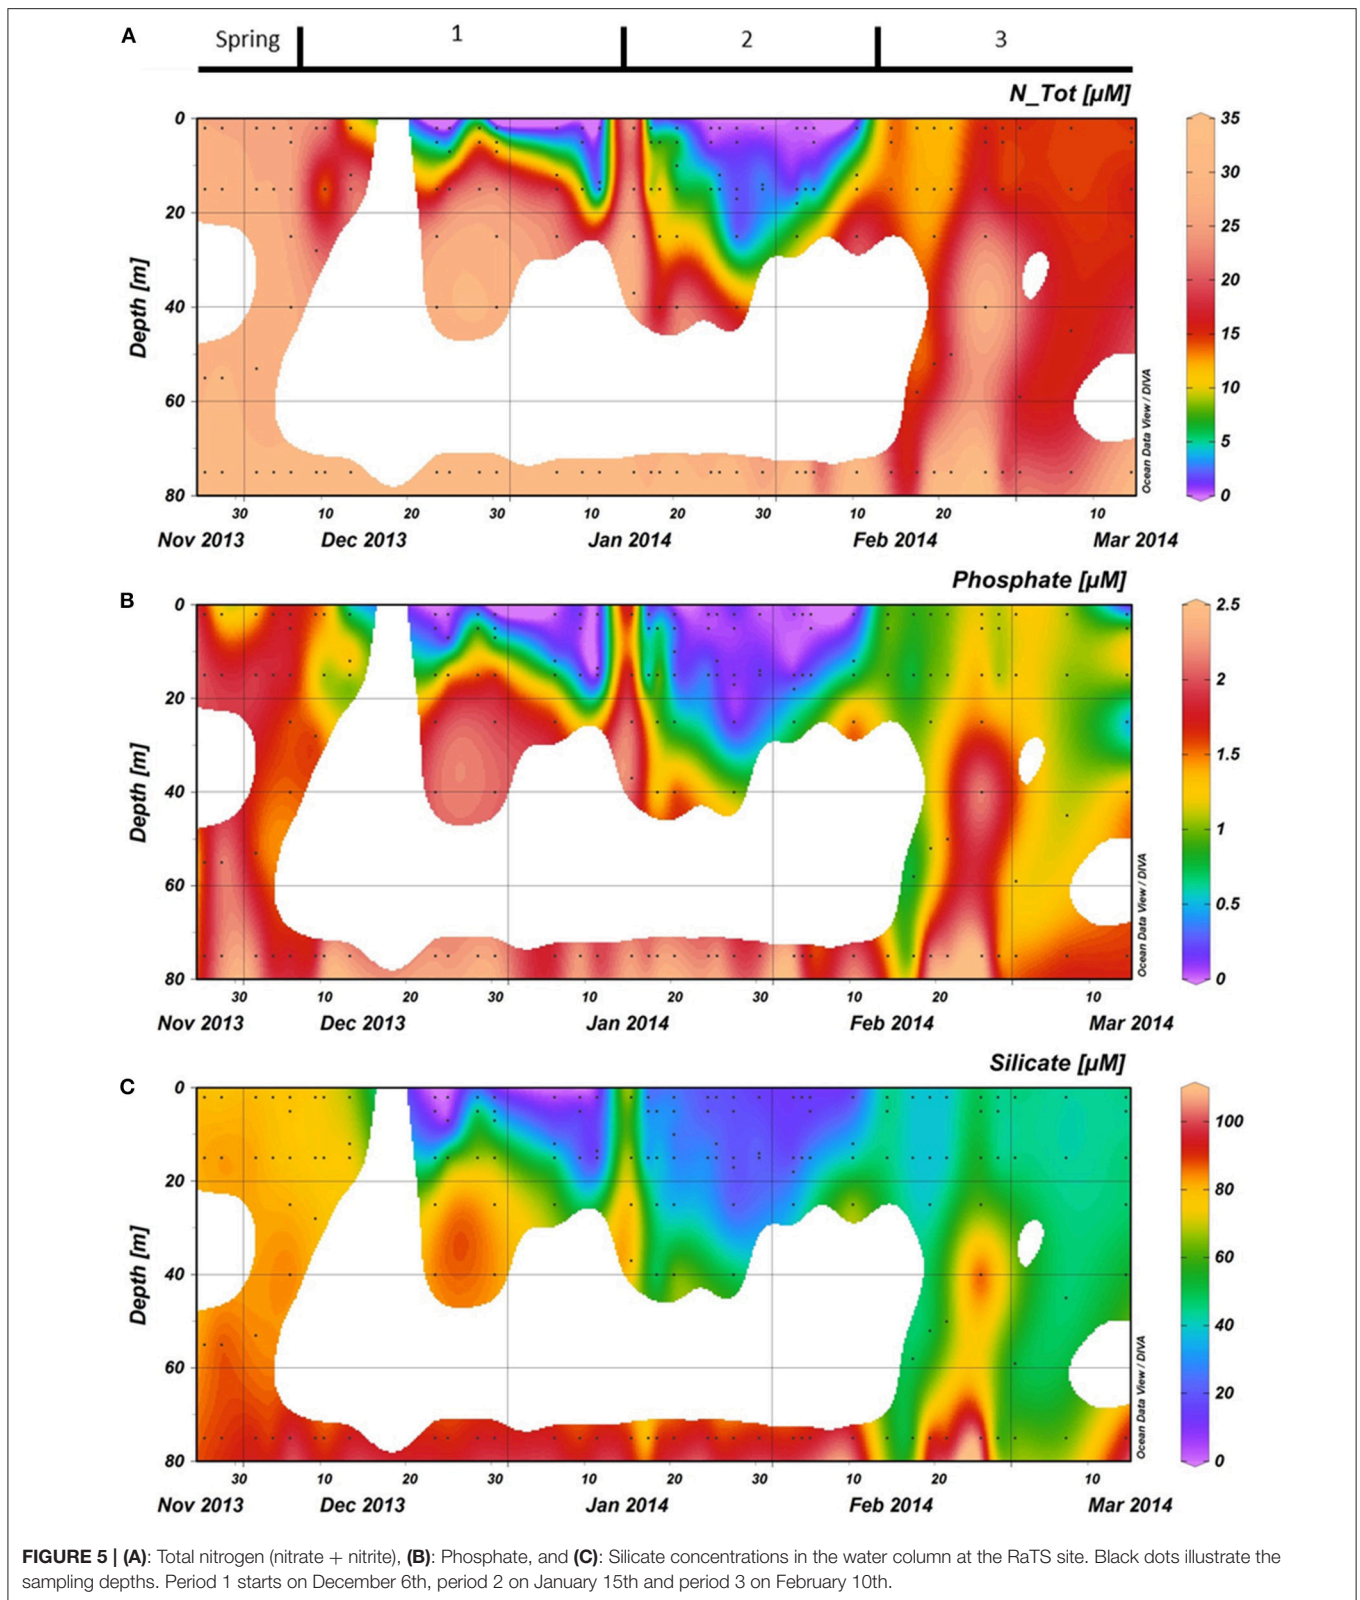 A
Spring 1 2 3
N_Tot [µM]
0
20
40
60
80
Depth [m]
35
30
25
20
15
10
5
0
Ocean Data View / DIVA
30 10 20 30 10 20 30 10 20 10
Nov 2013 Dec 2013 Jan 2014 Feb 2014 Mar 2014
B
Phosphate [µM]
0
20
40
60
80
Depth [m]
2.5
2
1.5
1
0.5
0
Ocean Data View / DIVA
30 10 20 30 10 20 30 10 20 10
Nov 2013 Dec 2013 Jan 2014 Feb 2014 Mar 2014
C
Silicate [µM]
0
20
40
60
80
Depth [m]
100
80
60
40
20
0
Ocean Data View / DIVA
30 10 20 30 10 20 30 10 20 10
Nov 2013 Dec 2013 Jan 2014 Feb 2014 Mar 2014
FIGURE 5 | (A): Total nitrogen (nitrate + nitrite), (B): Phosphate, and (C): Silicate concentrations in the water column at the RaTS site. Black dots illustrate the
sampling depths. Period 1 starts on December 6th, period 2 on January 15th and period 3 on February 10th.